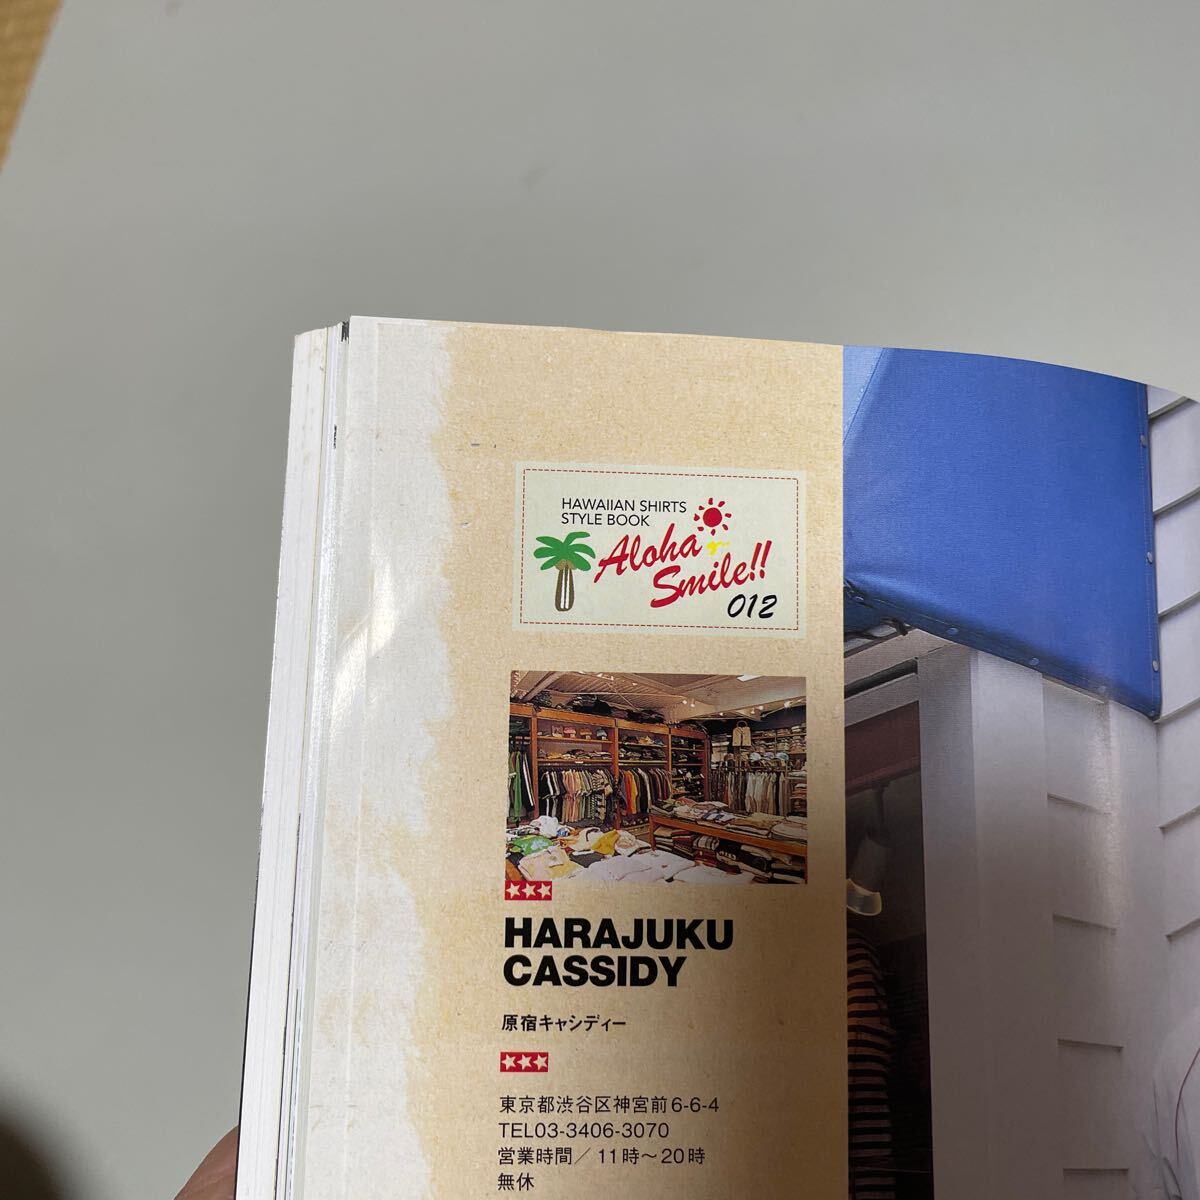 HAWAIIAN SHIRTS
STYLE BOOK
Aloha
Smile!!
012
HARAJUKU
CASSIDY
原宿キャシディー
東京都渋谷区神宮前6-6-4
TEL03-3406-3070
営業時間／11時〜20時
無休